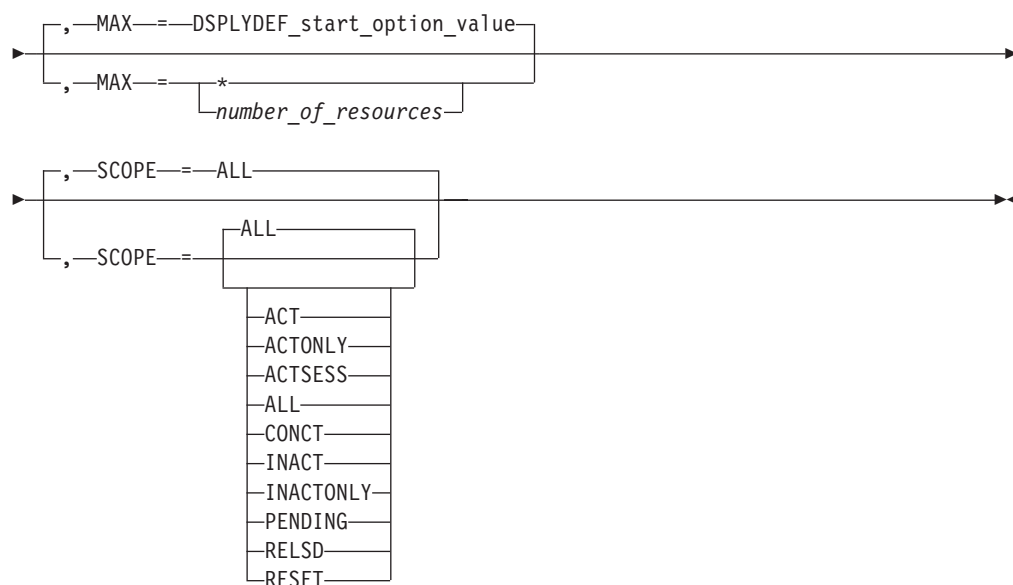 , MAX = DSPLYDEF_start_option_value
, MAX = *
number_of_resources
, SCOPE = ALL
ALL
, SCOPE =
ACT
ACTONLY
ACTSESS
ALL
CONCT
INACT
INACTONLY
PENDING
RELSD
RESET